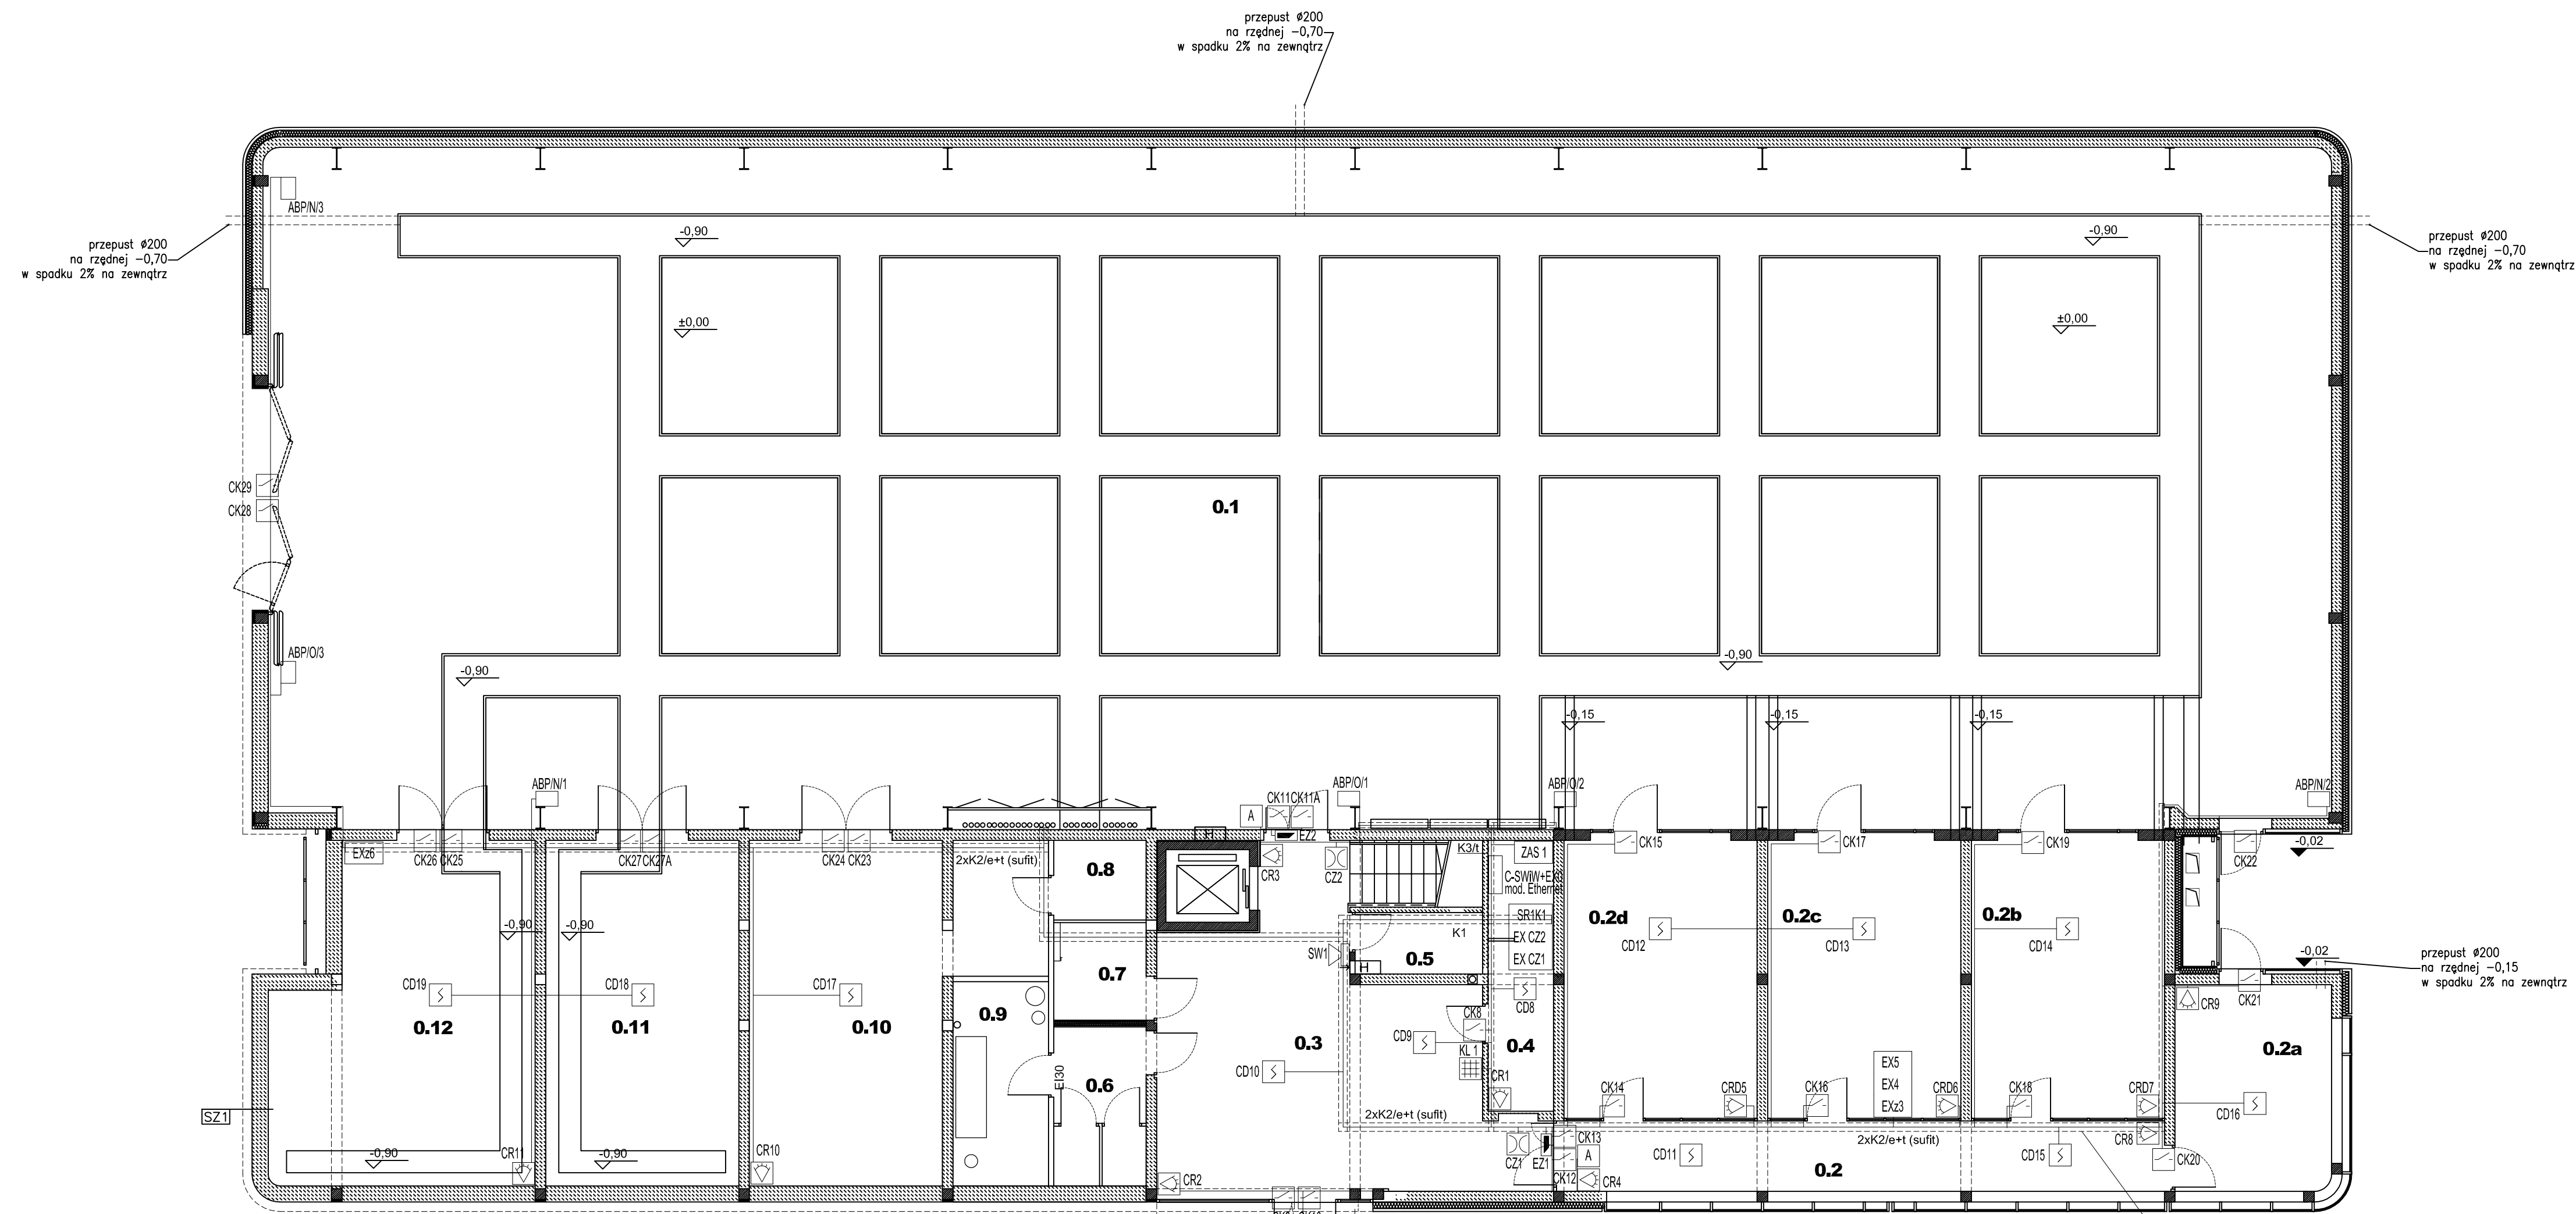 przepust ø200
na rzędnej −0,70
w spadku 2% na zewnątrz
ABP/N/3
przepust ø200
na rzędnej −0,70
w spadku 2% na zewnątrz
-0,90
-0,90
przepust ø200
na rzędnej −0,70
w spadku 2% na zewnątrz
±0,00
±0,00
CK29
CK28
0.1
ABP/O/3
-0,90
-0,90
-0,15
-0,15
-0,15
ABP/N/1
ABP/O/1
ABP/O/2
ABP/N/2
A
CK11
CK11A
EZ2
H
EXz6
CK26
CK25
CK27
CK27A
CK24
CK23
2xK2/e+t (sufit)
0.8
CR3
CZ2
K3/t
ZAS 1
C-SWiW+EX3
mod. Ethernet
CK15
CK17
CK19
CK22
-0,02
-0,90
-0,90
SR1K1
EX CZ2
EX CZ1
K1
SW1
H
0.5
0.2d
0.2c
0.2b
CD12
CD13
CD14
-0,02
przepust ø200
na rzędnej −0,15
w spadku 2% na zewnątrz
CD19
CD18
CD17
0.7
CD8
CR9
CK21
0.12
0.11
0.10
0.9
0.3
CD9
CK8
KL 1
0.4
0.2a
CD10
EI30
0.6
CR1
CK14
CRD5
CK16
EX5
EX4
EXz3
CRD6
CK18
CRD7
CD16
SZ1
2xK2/e+t (sufit)
2xK2/e+t (sufit)
-0,90
-0,90
CR11
CR10
CR2
CZ1
EZ1
CK13
A
CK12
CR4
CD11
0.2
CD15
CR8
CK20